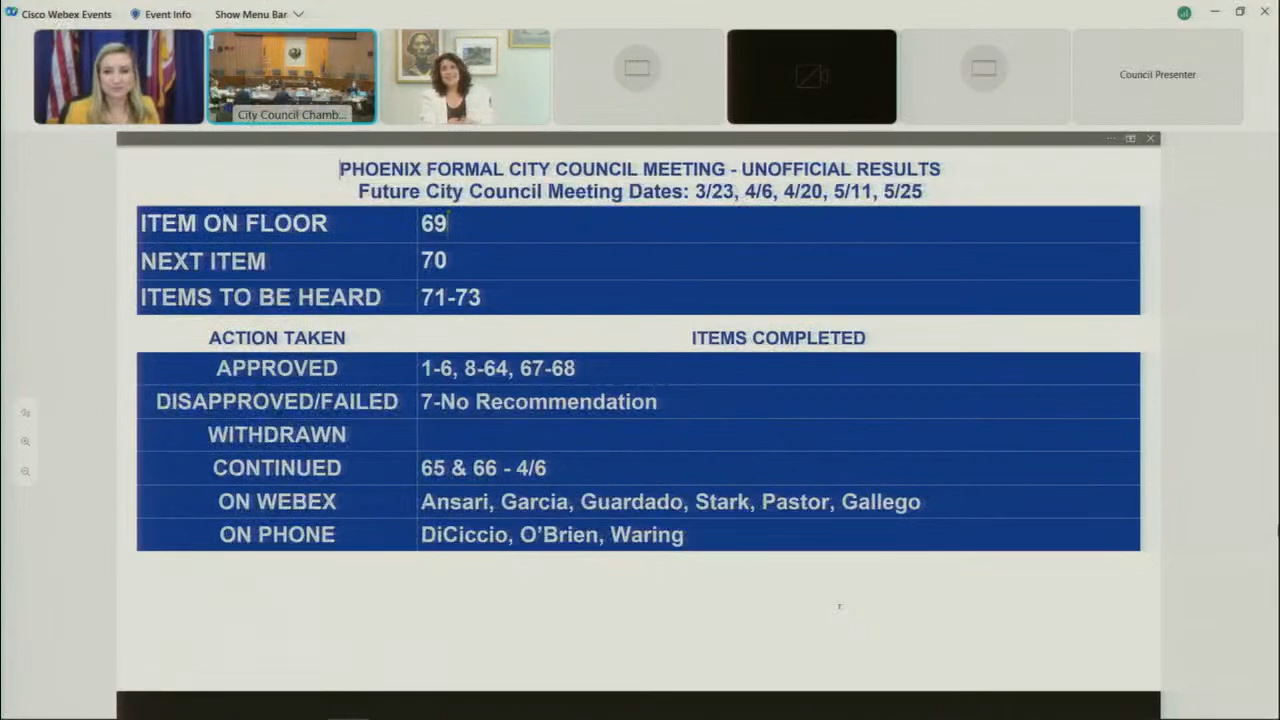 Cisco Webex Events
Event Info
Show Menu Bar
City Council Chamb...
Council Presenter
PHOENIX FORMAL CITY COUNCIL MEETING - UNOFFICIAL RESULTS
Future City Council Meeting Dates: 3/23, 4/6, 4/20, 5/11, 5/25
ITEM ON FLOOR 69
NEXT ITEM 70
ITEMS TO BE HEARD 71-73
ACTION TAKEN ITEMS COMPLETED
APPROVED 1-6, 8-64, 67-68
DISAPPROVED/FAILED 7-No Recommendation
WITHDRAWN
CONTINUED 65 & 66 - 4/6
ON WEBEX Ansari, Garcia, Guardado, Stark, Pastor, Gallego
ON PHONE DiCiccio, O’Brien, Waring